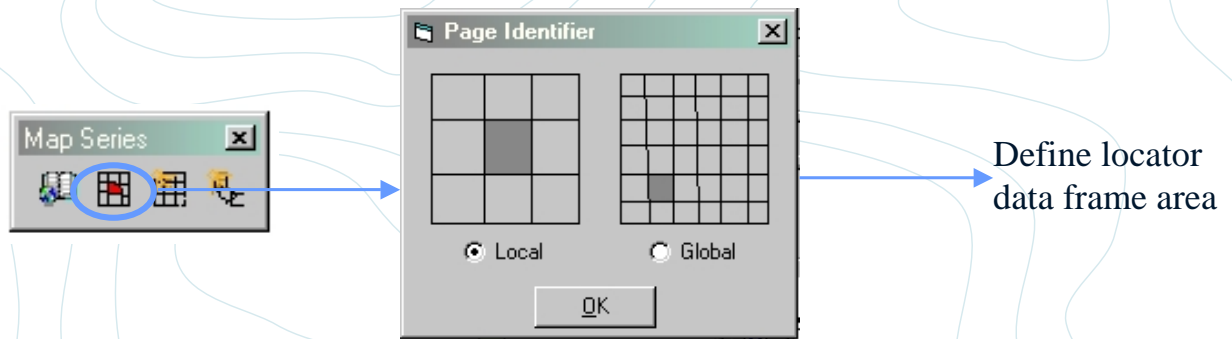 Page Identifier
Map Series
Local
Global
OK
Define locator
data frame area